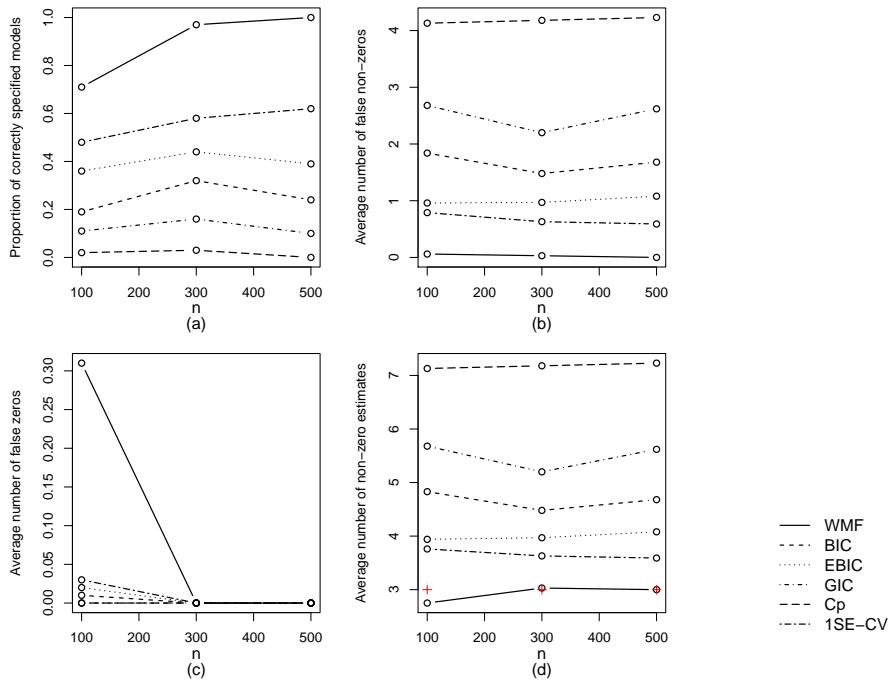 Proportion of correctly specified models
0.0 0.2 0.4 0.6 0.8 1.0
100 200 300 400 500
n
(a)
Average number of false non−zeros
0 1 2 3 4
100 200 300 400 500
n
(b)
Average number of false zeros
0.00 0.05 0.10 0.15 0.20 0.25 0.30
100 200 300 400 500
n
(c)
Average number of non−zero estimates
3 4 5 6 7
100 200 300 400 500
n
(d)
WMF
BIC
EBIC
GIC
Cp
1SE−CV